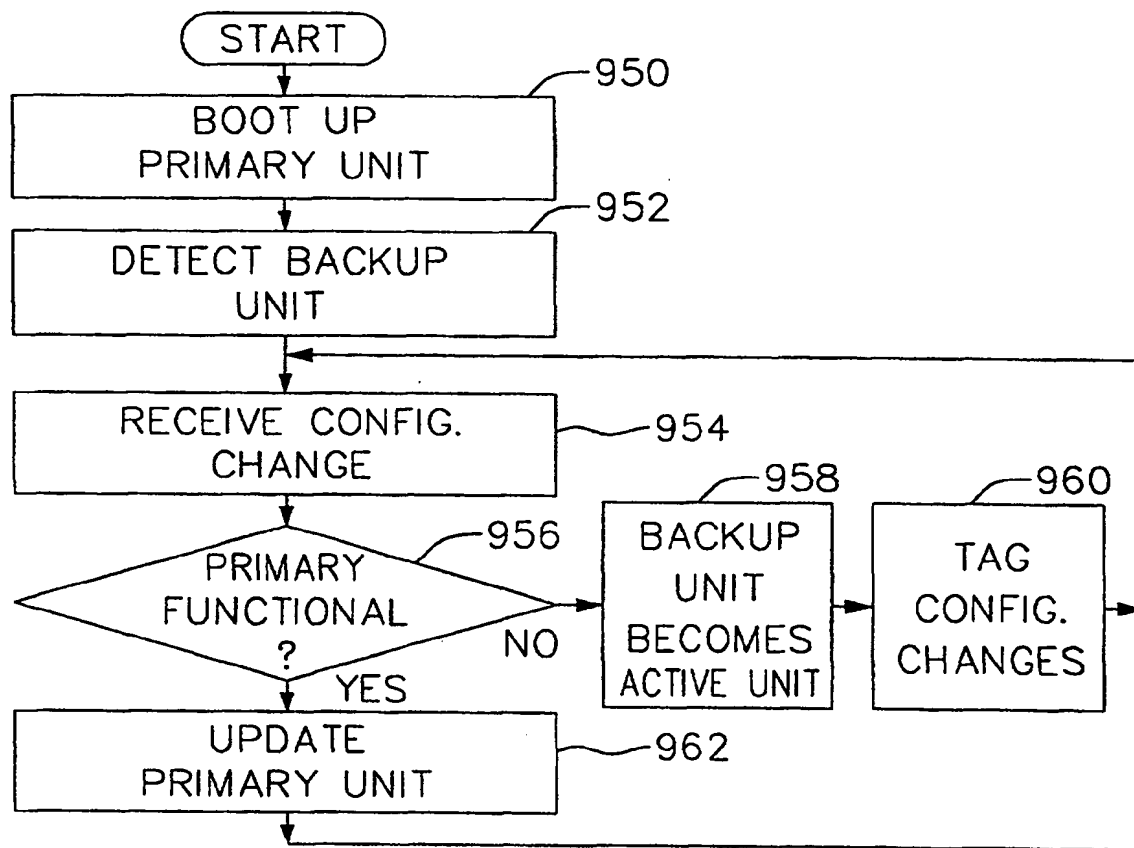 START
950
BOOT UP
PRIMARY UNIT
952
DETECT BACKUP
UNIT
RECEIVE CONFIG.
CHANGE
954
956
PRIMARY
FUNCTIONAL
?
NO
YES
958
BACKUP
UNIT
BECOMES
ACTIVE UNIT
960
TAG
CONFIG.
CHANGES
UPDATE
PRIMARY UNIT
962